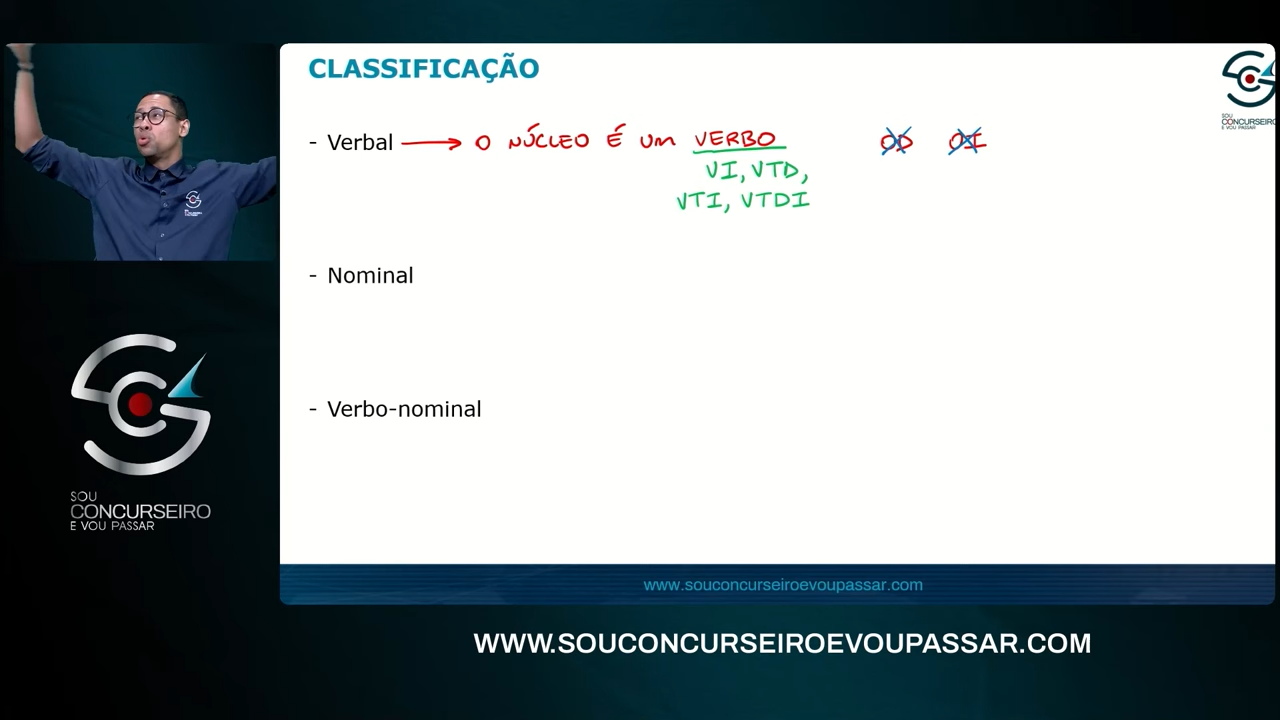 CLASSIFICAÇÃO
SOU
CONCURSEIRO
E VOU PASSAR
- Verbal → O NÚCLEO É UM VERBO OD OI
VI, VTD,
VTI, VTDI
- Nominal
- Verbo-nominal
SOU
CONCURSEIRO
E VOU PASSAR
www.souconcurseiroevoupassar.com
WWW.SOUCONCURSEIROEVOUPASSAR.COM